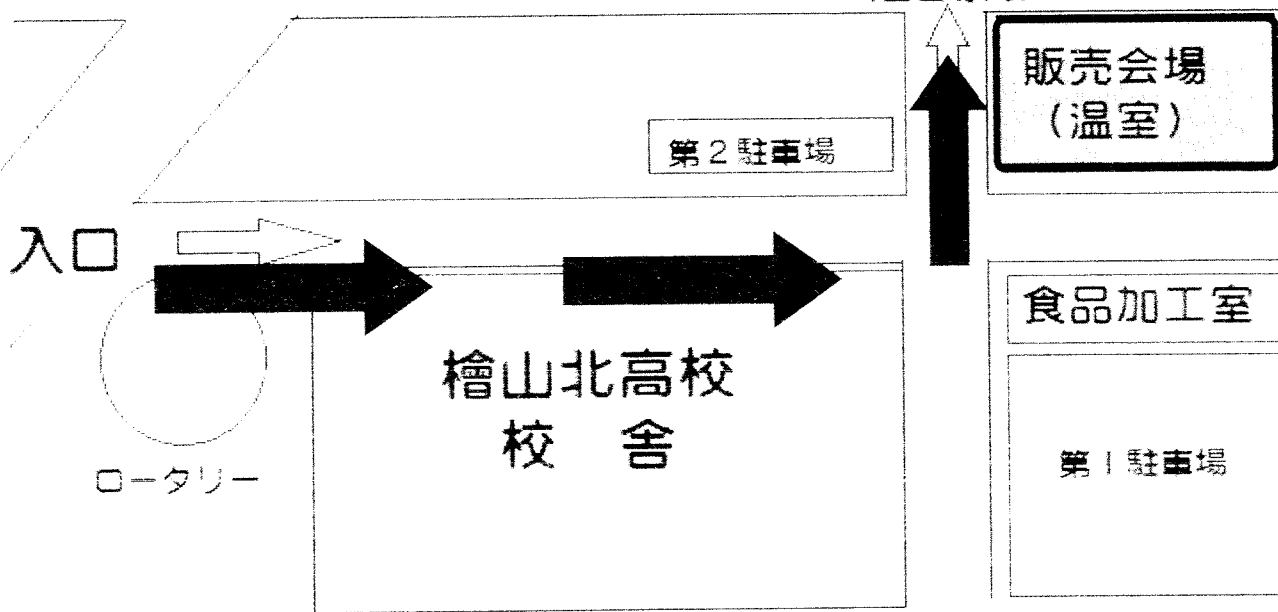 販売会場
(温室)
第2駐車場
入口
食品加工室
檜山北高校
校 舎
第1駐車場
ロータリー